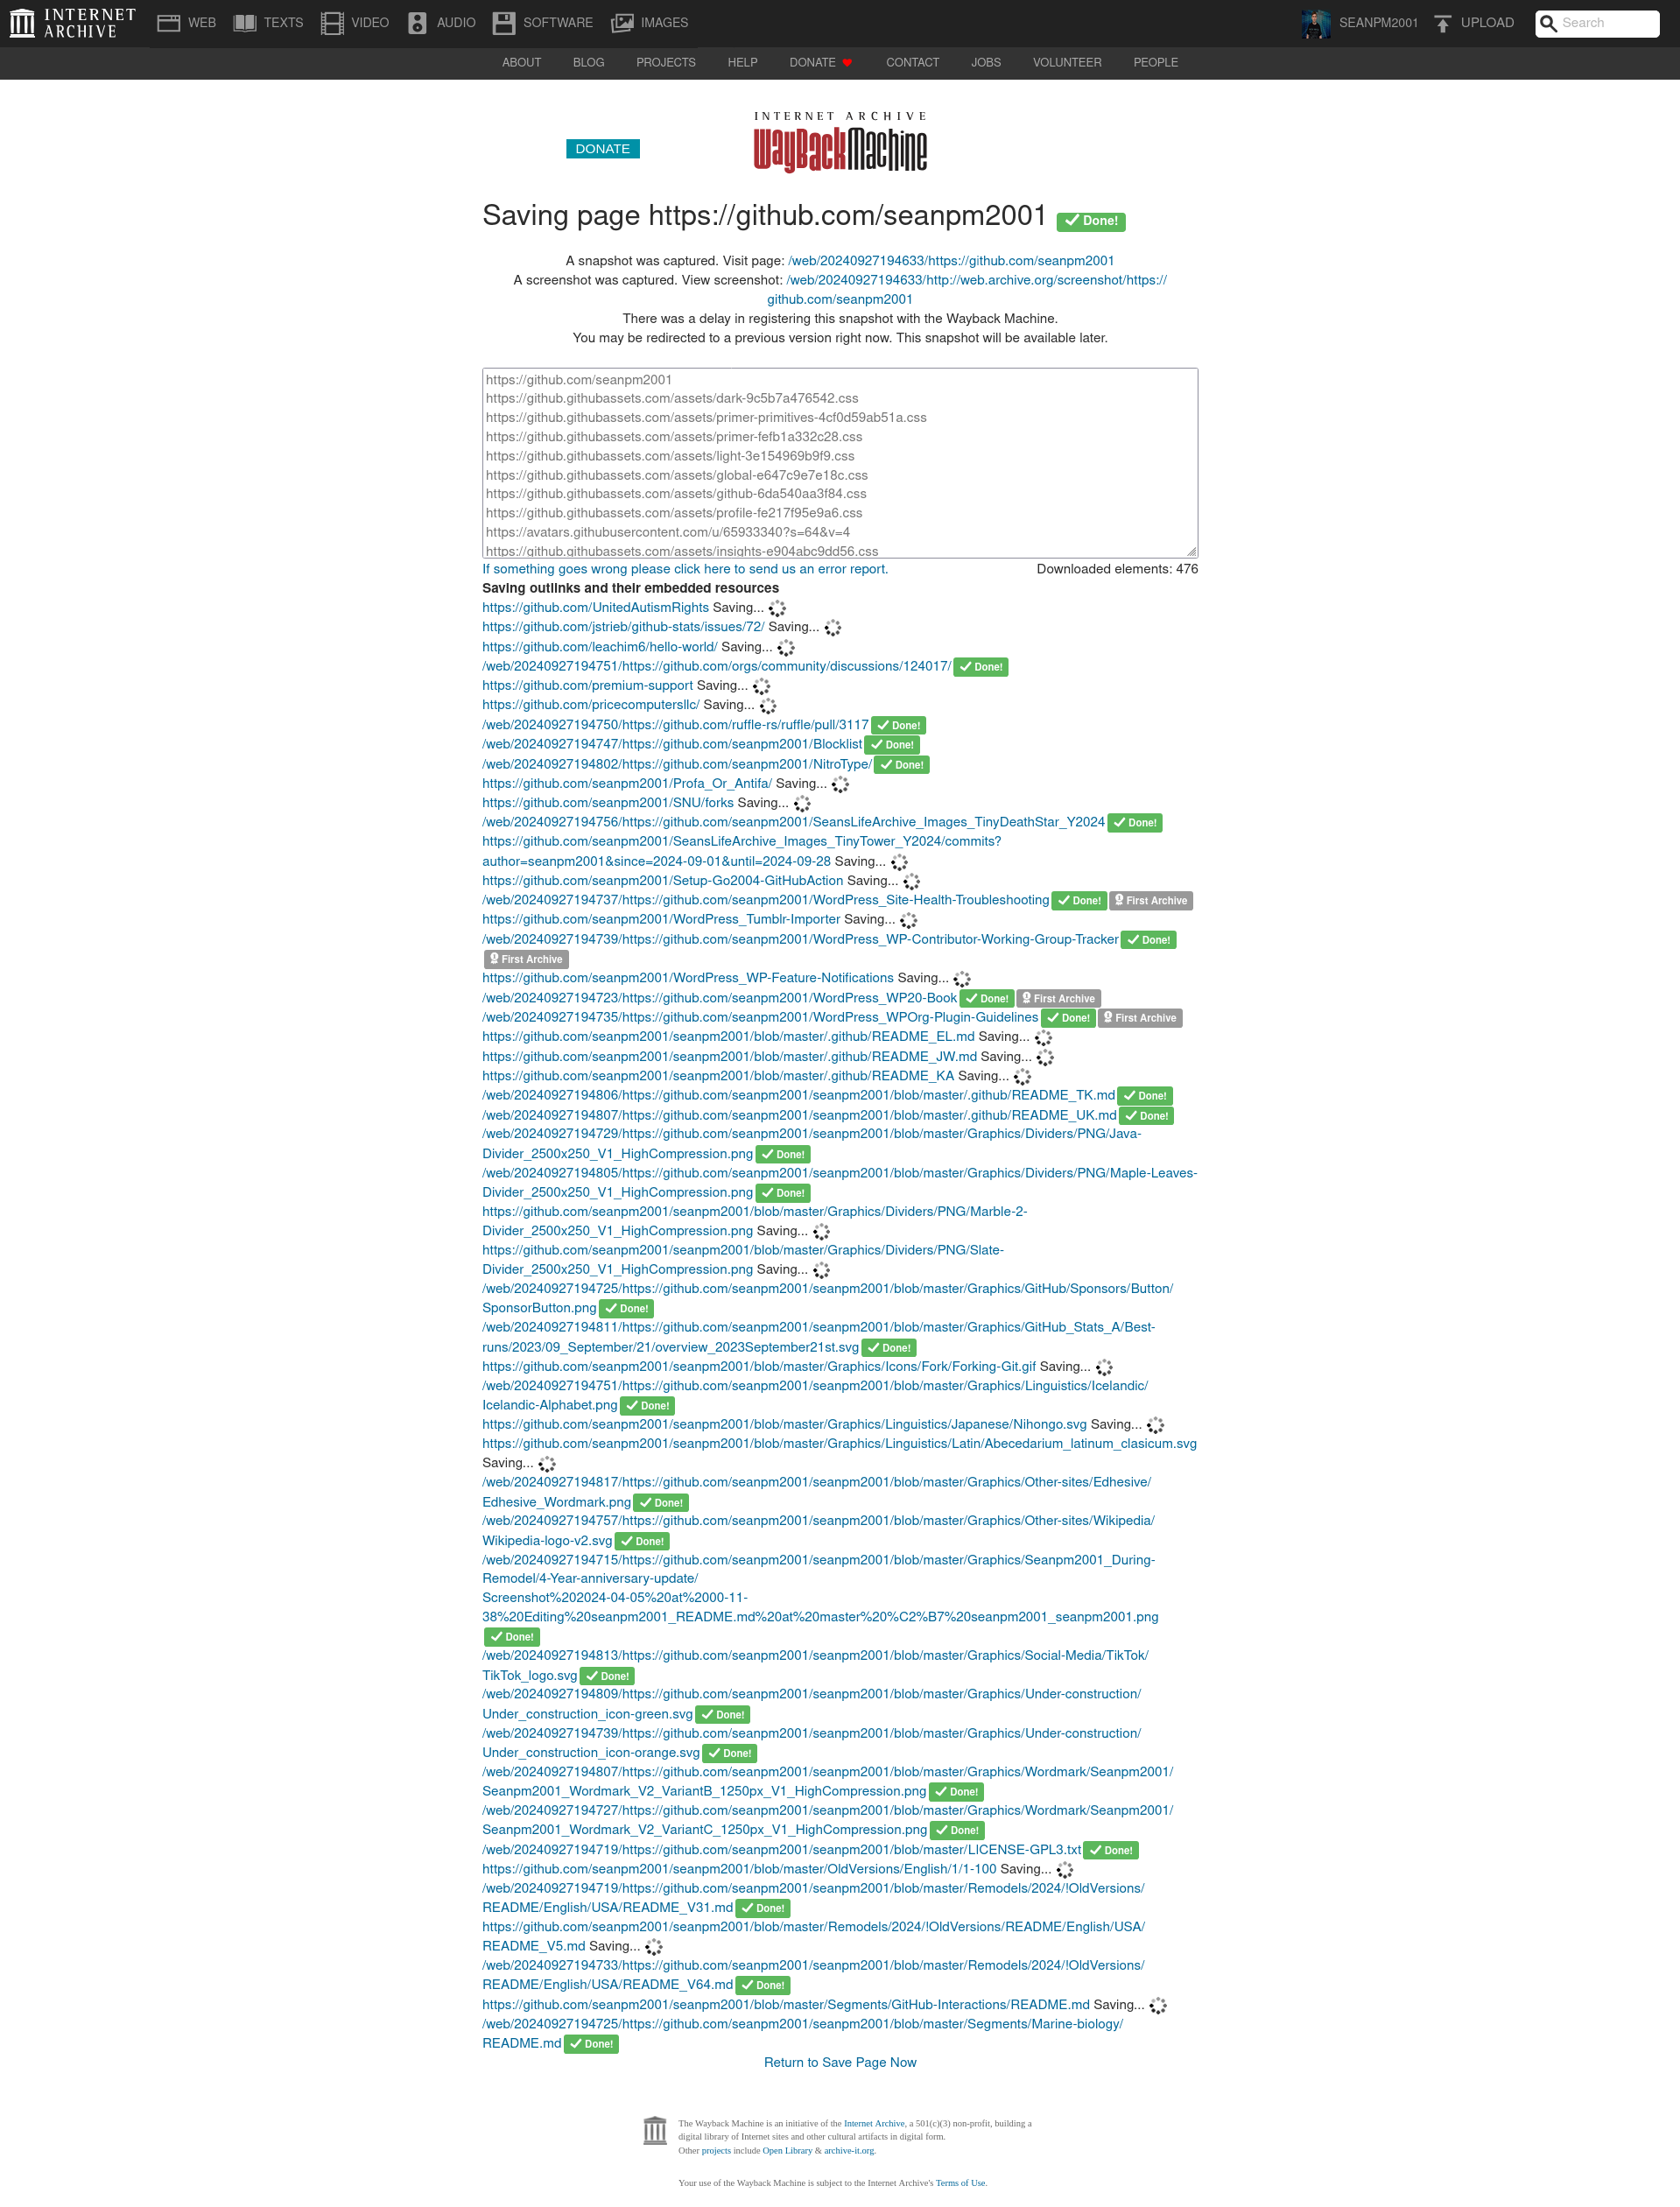 INTERNET ARCHIVE
WEB TEXTS VIDEO AUDIO SOFTWARE IMAGES SEANPM2001 UPLOAD Search
ABOUT BLOG PROJECTS HELP DONATE CONTACT JOBS VOLUNTEER PEOPLE
INTERNET ARCHIVE
WayBackMachine
DONATE
Saving page https://github.com/seanpm2001 Done!
A snapshot was captured. Visit page: /web/20240927194633/https://github.com/seanpm2001
A screenshot was captured. View screenshot: /web/20240927194633/http://web.archive.org/screenshot/https://
github.com/seanpm2001
There was a delay in registering this snapshot with the Wayback Machine.
You may be redirected to a previous version right now. This snapshot will be available later.
https://github.com/seanpm2001
https://github.githubassets.com/assets/dark-9c5b7a476542.css
https://github.githubassets.com/assets/primer-primitives-4cf0d59ab51a.css
https://github.githubassets.com/assets/primer-fefb1a332c28.css
https://github.githubassets.com/assets/light-3e154969b9f9.css
https://github.githubassets.com/assets/global-e647c9e7e18c.css
https://github.githubassets.com/assets/github-6da540aa3f84.css
https://github.githubassets.com/assets/profile-fe217f95e9a6.css
https://avatars.githubusercontent.com/u/65933340?s=64&v=4
https://github.githubassets.com/assets/insights-e904abc9dd56.css
If something goes wrong please click here to send us an error report. Downloaded elements: 476
Saving outlinks and their embedded resources
https://github.com/UnitedAutismRights Saving...
https://github.com/jstrieb/github-stats/issues/72/ Saving...
https://github.com/leachim6/hello-world/ Saving...
/web/20240927194751/https://github.com/orgs/community/discussions/124017/ Done!
https://github.com/premium-support Saving...
https://github.com/pricecomputersllc/ Saving...
/web/20240927194750/https://github.com/ruffle-rs/ruffle/pull/3117 Done!
/web/20240927194747/https://github.com/seanpm2001/Blocklist Done!
/web/20240927194802/https://github.com/seanpm2001/NitroType/ Done!
https://github.com/seanpm2001/Profa_Or_Antifa/ Saving...
https://github.com/seanpm2001/SNU/forks Saving...
/web/20240927194756/https://github.com/seanpm2001/SeansLifeArchive_Images_TinyDeathStar_Y2024 Done!
https://github.com/seanpm2001/SeansLifeArchive_Images_TinyTower_Y2024/commits?
author=seanpm2001&since=2024-09-01&until=2024-09-28 Saving...
https://github.com/seanpm2001/Setup-Go2004-GitHubAction Saving...
/web/20240927194737/https://github.com/seanpm2001/WordPress_Site-Health-Troubleshooting Done! First Archive
https://github.com/seanpm2001/WordPress_Tumblr-Importer Saving...
/web/20240927194739/https://github.com/seanpm2001/WordPress_WP-Contributor-Working-Group-Tracker Done!
First Archive
https://github.com/seanpm2001/WordPress_WP-Feature-Notifications Saving...
/web/20240927194723/https://github.com/seanpm2001/WordPress_WP20-Book Done! First Archive
/web/20240927194735/https://github.com/seanpm2001/WordPress_WPOrg-Plugin-Guidelines Done! First Archive
https://github.com/seanpm2001/seanpm2001/blob/master/.github/README_EL.md Saving...
https://github.com/seanpm2001/seanpm2001/blob/master/.github/README_JW.md Saving...
https://github.com/seanpm2001/seanpm2001/blob/master/.github/README_KA Saving...
/web/20240927194806/https://github.com/seanpm2001/seanpm2001/blob/master/.github/README_TK.md Done!
/web/20240927194807/https://github.com/seanpm2001/seanpm2001/blob/master/.github/README_UK.md Done!
/web/20240927194729/https://github.com/seanpm2001/seanpm2001/blob/master/Graphics/Dividers/PNG/Java-
Divider_2500x250_V1_HighCompression.png Done!
/web/20240927194805/https://github.com/seanpm2001/seanpm2001/blob/master/Graphics/Dividers/PNG/Maple-Leaves-
Divider_2500x250_V1_HighCompression.png Done!
https://github.com/seanpm2001/seanpm2001/blob/master/Graphics/Dividers/PNG/Marble-2-
Divider_2500x250_V1_HighCompression.png Saving...
https://github.com/seanpm2001/seanpm2001/blob/master/Graphics/Dividers/PNG/Slate-
Divider_2500x250_V1_HighCompression.png Saving...
/web/20240927194725/https://github.com/seanpm2001/seanpm2001/blob/master/Graphics/GitHub/Sponsors/Button/
SponsorButton.png Done!
/web/20240927194811/https://github.com/seanpm2001/seanpm2001/blob/master/Graphics/GitHub_Stats_A/Best-
runs/2023/09_September/21/overview_2023September21st.svg Done!
https://github.com/seanpm2001/seanpm2001/blob/master/Graphics/Icons/Fork/Forking-Git.gif Saving...
/web/20240927194751/https://github.com/seanpm2001/seanpm2001/blob/master/Graphics/Linguistics/Icelandic/
Icelandic-Alphabet.png Done!
https://github.com/seanpm2001/seanpm2001/blob/master/Graphics/Linguistics/Japanese/Nihongo.svg Saving...
https://github.com/seanpm2001/seanpm2001/blob/master/Graphics/Linguistics/Latin/Abecedarium_latinum_clasicum.svg
Saving...
/web/20240927194817/https://github.com/seanpm2001/seanpm2001/blob/master/Graphics/Other-sites/Edhesive/
Edhesive_Wordmark.png Done!
/web/20240927194757/https://github.com/seanpm2001/seanpm2001/blob/master/Graphics/Other-sites/Wikipedia/
Wikipedia-logo-v2.svg Done!
/web/20240927194715/https://github.com/seanpm2001/seanpm2001/blob/master/Graphics/Seanpm2001_During-
Remodel/4-Year-anniversary-update/
Screenshot%202024-04-05%20at%2000-11-
38%20Editing%20seanpm2001_README.md%20at%20master%20%C2%B7%20seanpm2001_seanpm2001.png
Done!
/web/20240927194813/https://github.com/seanpm2001/seanpm2001/blob/master/Graphics/Social-Media/TikTok/
TikTok_logo.svg Done!
/web/20240927194809/https://github.com/seanpm2001/seanpm2001/blob/master/Graphics/Under-construction/
Under_construction_icon-green.svg Done!
/web/20240927194739/https://github.com/seanpm2001/seanpm2001/blob/master/Graphics/Under-construction/
Under_construction_icon-orange.svg Done!
/web/20240927194807/https://github.com/seanpm2001/seanpm2001/blob/master/Graphics/Wordmark/Seanpm2001/
Seanpm2001_Wordmark_V2_VariantB_1250px_V1_HighCompression.png Done!
/web/20240927194727/https://github.com/seanpm2001/seanpm2001/blob/master/Graphics/Wordmark/Seanpm2001/
Seanpm2001_Wordmark_V2_VariantC_1250px_V1_HighCompression.png Done!
/web/20240927194719/https://github.com/seanpm2001/seanpm2001/blob/master/LICENSE-GPL3.txt Done!
https://github.com/seanpm2001/seanpm2001/blob/master/OldVersions/English/1/1-100 Saving...
/web/20240927194719/https://github.com/seanpm2001/seanpm2001/blob/master/Remodels/2024/!OldVersions/
README/English/USA/README_V31.md Done!
https://github.com/seanpm2001/seanpm2001/blob/master/Remodels/2024/!OldVersions/README/English/USA/
README_V5.md Saving...
/web/20240927194733/https://github.com/seanpm2001/seanpm2001/blob/master/Remodels/2024/!OldVersions/
README/English/USA/README_V64.md Done!
https://github.com/seanpm2001/seanpm2001/blob/master/Segments/GitHub-Interactions/README.md Saving...
/web/20240927194725/https://github.com/seanpm2001/seanpm2001/blob/master/Segments/Marine-biology/
README.md Done!
Return to Save Page Now
The Wayback Machine is an initiative of the Internet Archive, a 501(c)(3) non-profit, building a
digital library of Internet sites and other cultural artifacts in digital form.
Other projects include Open Library & archive-it.org.
Your use of the Wayback Machine is subject to the Internet Archive's Terms of Use.